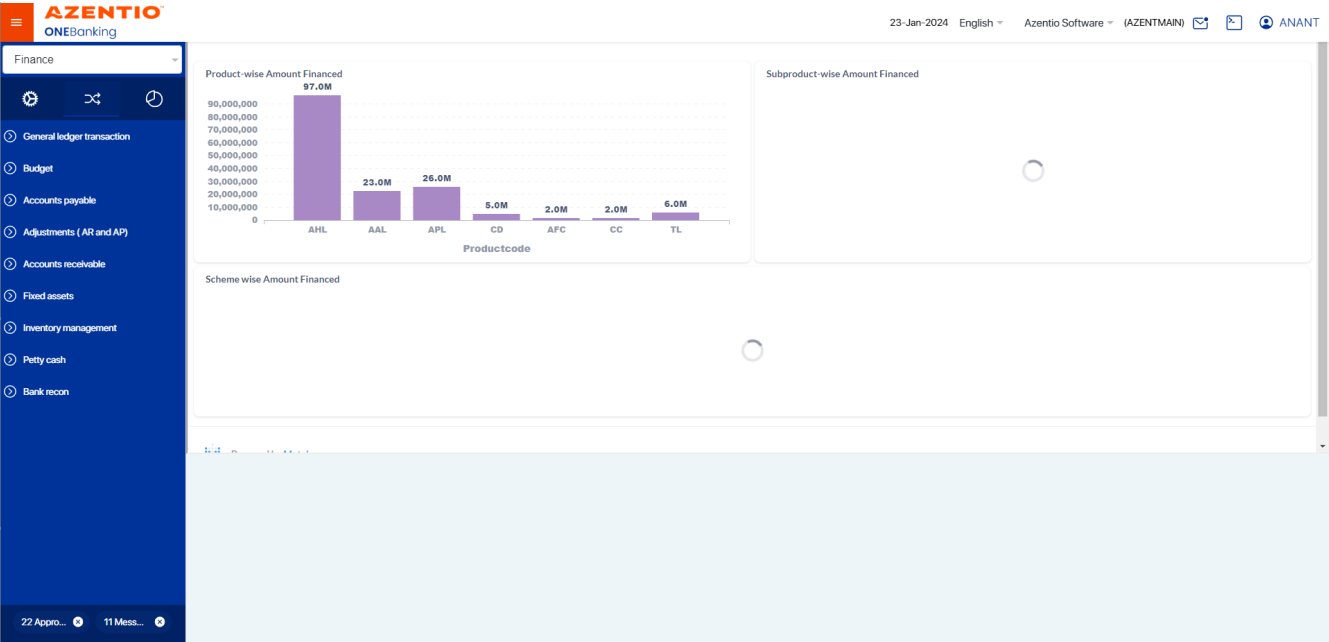 AZENTIO
ONEBanking
23-Jan-2024 English Azentio Software (AZENTMAIN) ANANT
Finance
General ledger transaction
Budget
Accounts payable
Adjustments ( AR and AP)
Accounts receivable
Fixed assets
Inventory management
Petty cash
Bank recon
22 Appro...
11 Mess...
Product-wise Amount Financed
97.0M
90,000,000
80,000,000
70,000,000
60,000,000
50,000,000
40,000,000
30,000,000
20,000,000
10,000,000
0
23.0M
26.0M
5.0M
2.0M
2.0M
6.0M
AHL AAL APL CD AFC CC TL
Productcode
Subproduct-wise Amount Financed
Scheme wise Amount Financed